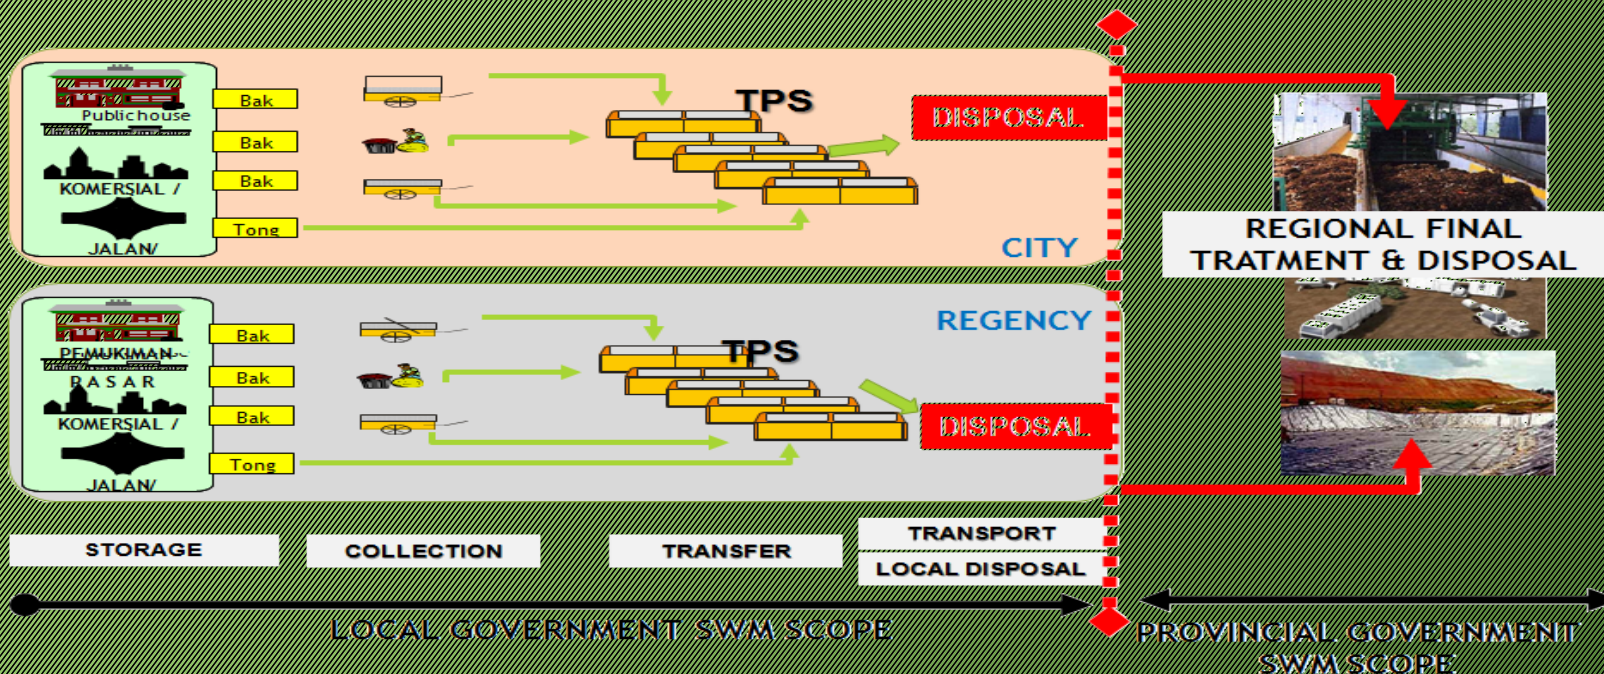 Public house
KOMERSIAL /
JALAN/
Bak
Bak
Bak
Tong
TPS
DISPOSAL
CITY
PEMUKIMAN
PASAR
KOMERSIAL /
JALAN/
Bak
Bak
Bak
Tong
TPS
DISPOSAL
REGENCY
REGIONAL FINAL
TRATMENT & DISPOSAL
STORAGE
COLLECTION
TRANSFER
TRANSPORT
LOCAL DISPOSAL
LOCAL GOVERNMENT SWM SCOPE
PROVINCIAL GOVERNMENT
SWM SCOPE